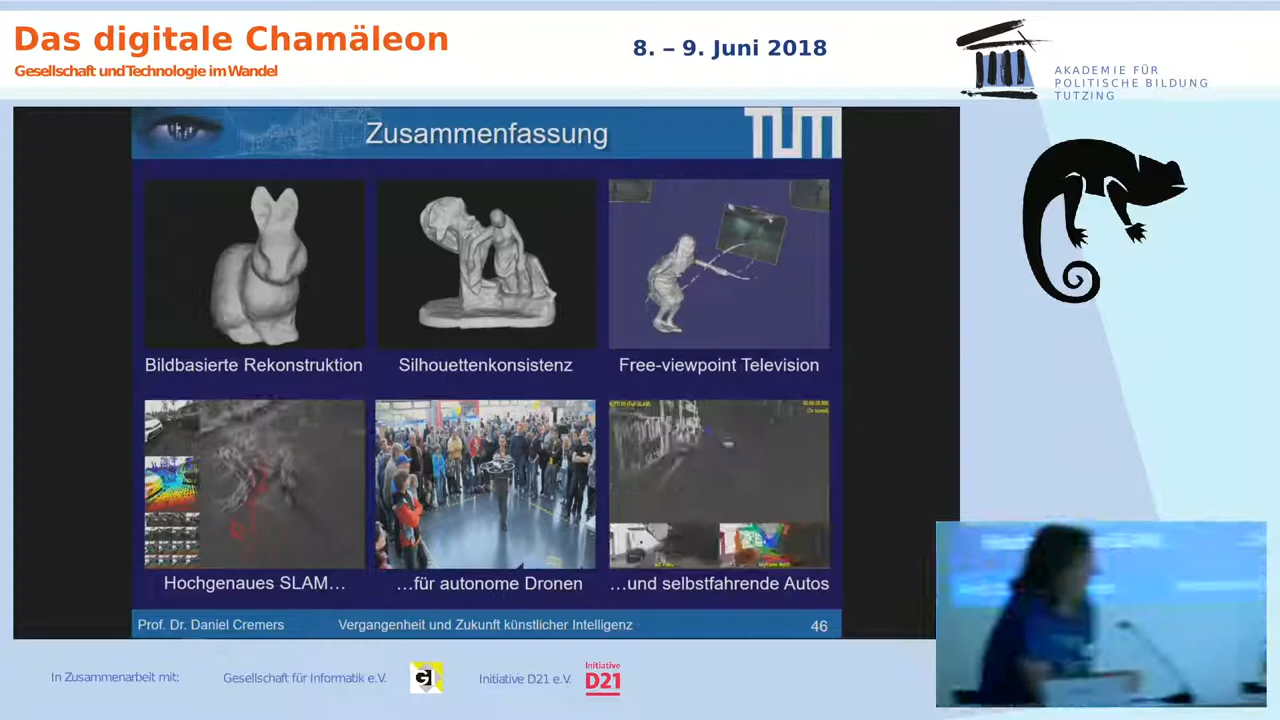 Das digitale Chamäleon
Gesellschaft und Technologie im Wandel
8. – 9. Juni 2018
AKADEMIE FÜR
POLITISCHE BILDUNG
TUTZING
Zusammenfassung
TUM
Bildbasierte Rekonstruktion
Silhouettenkonsistenz
Free-viewpoint Television
Hochgenaues SLAM…
…für autonome Dronen
…und selbstfahrende Autos
Prof. Dr. Daniel Cremers
Vergangenheit und Zukunft künstlicher Intelligenz
46
In Zusammenarbeit mit:
Gesellschaft für Informatik e.V.
GI
Initiative D21 e.V.
Initiative
D21